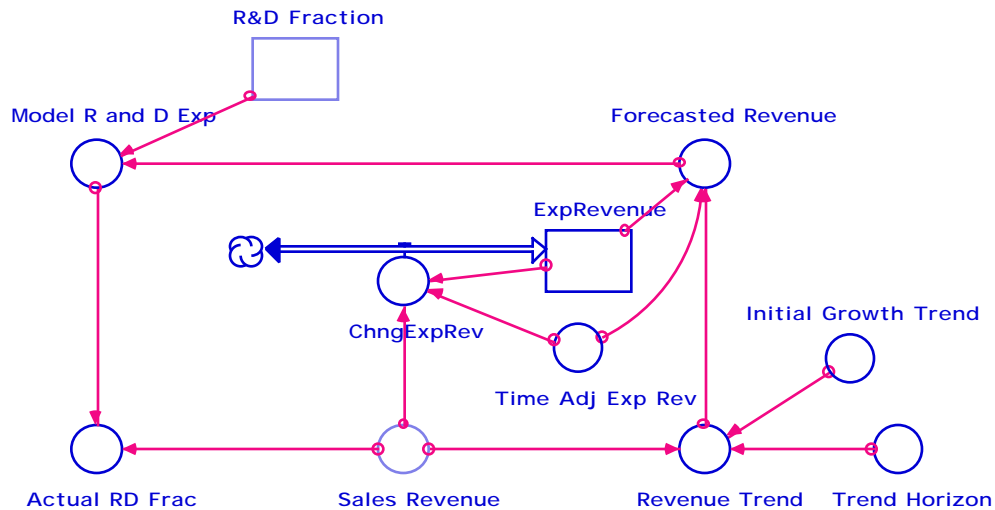 R&D Fraction
Model R and D Exp
Forecasted Revenue
ExpRevenue
Initial Growth Trend
ChngExpRev
Time Adj Exp Rev
Actual RD Frac
Sales Revenue
Revenue Trend
Trend Horizon